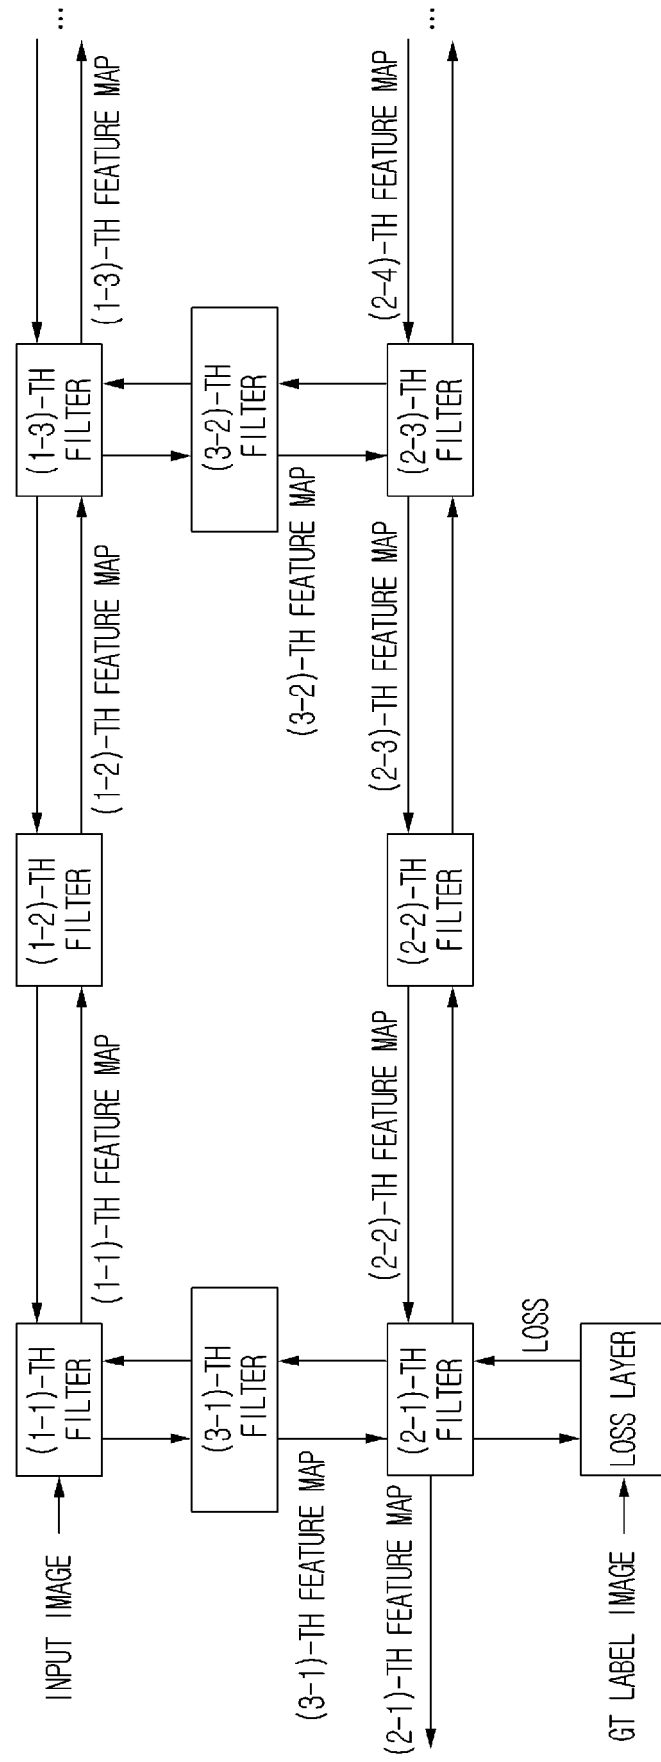 INPUT IMAGE
(1-1)-TH
FILTER
(1-1)-TH FEATURE MAP
(1-2)-TH
FILTER
(1-2)-TH FEATURE MAP
(1-3)-TH
FILTER
(1-3)-TH FEATURE MAP
...
(3-1)-TH
FILTER
(3-1)-TH FEATURE MAP
(3-2)-TH
FILTER
(3-2)-TH FEATURE MAP
(2-1)-TH FEATURE MAP
(2-1)-TH
FILTER
(2-2)-TH FEATURE MAP
(2-2)-TH
FILTER
(2-3)-TH FEATURE MAP
(2-3)-TH
FILTER
(2-4)-TH FEATURE MAP
...
LOSS
GT LABEL IMAGE
LOSS LAYER